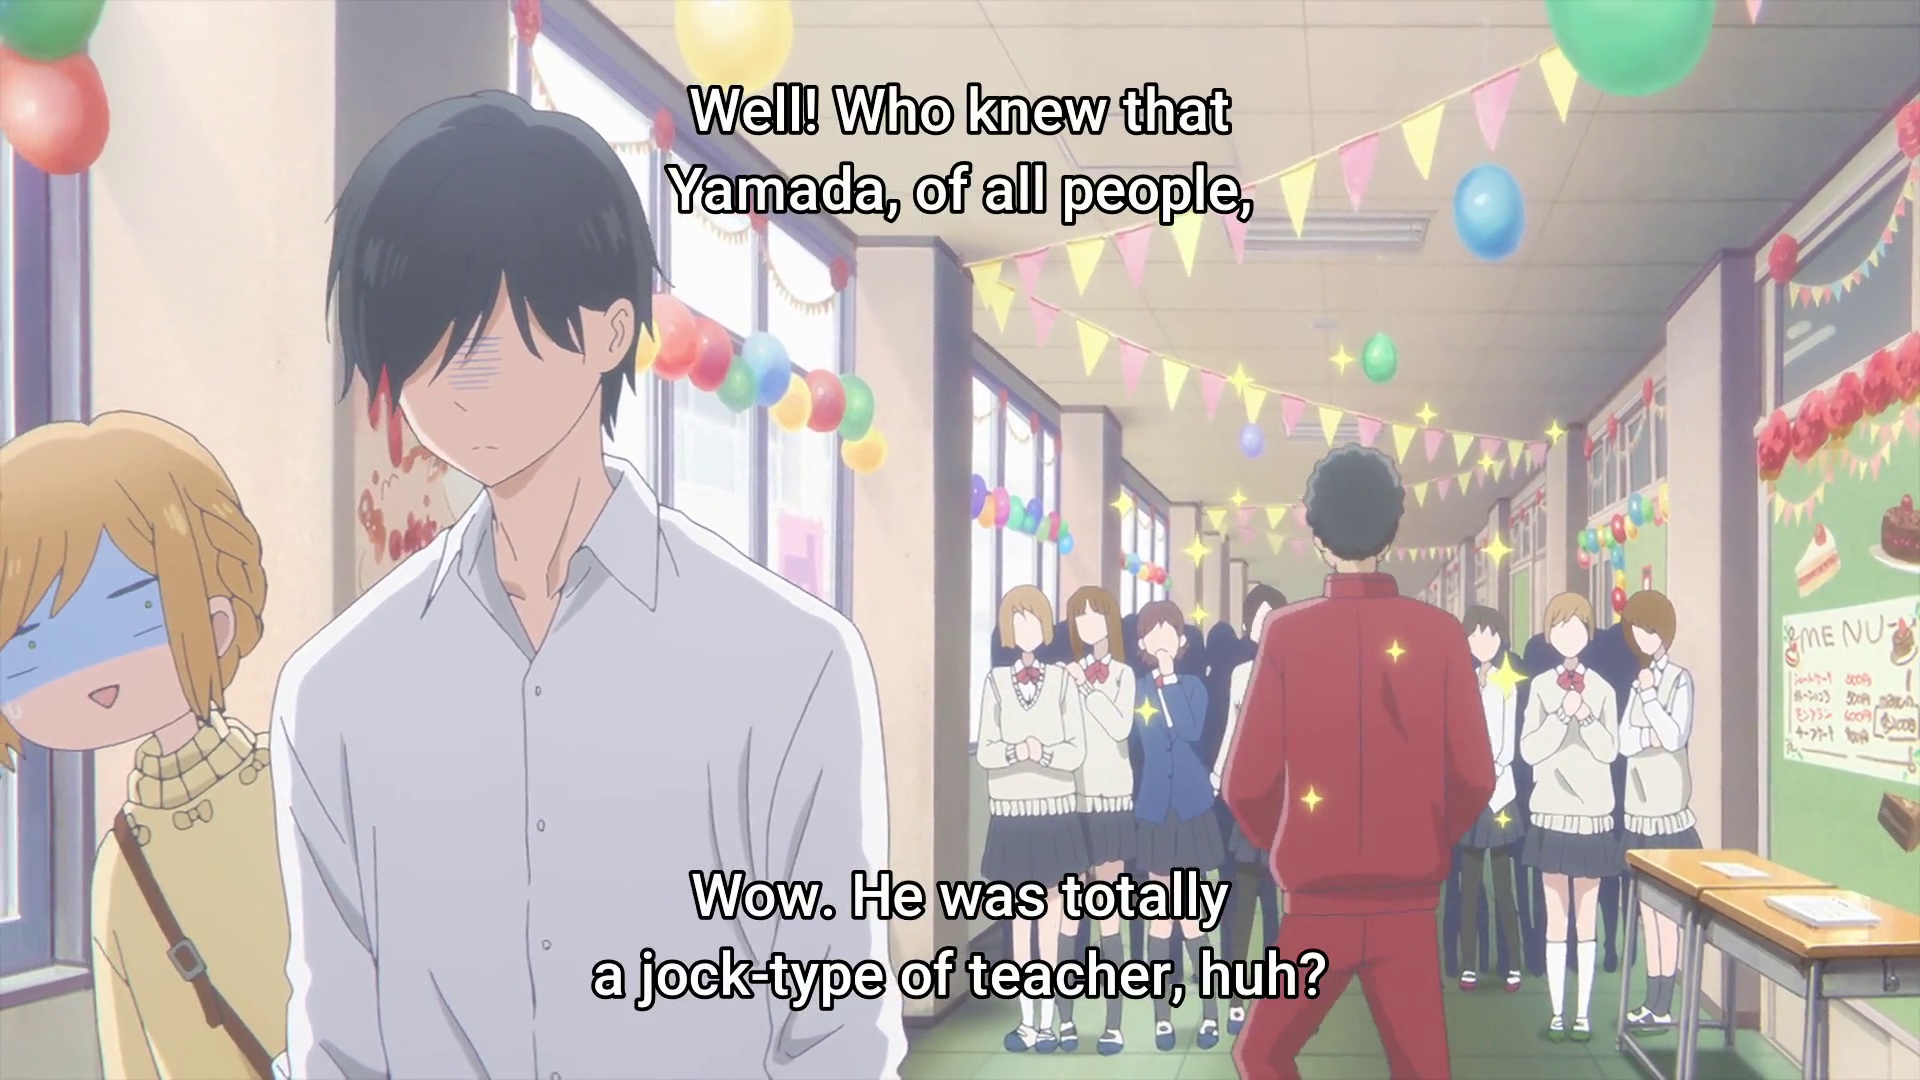 Well! Who knew that
Yamada, of all people,
MENU
Wow. He was totally
a jock-type of teacher, huh?